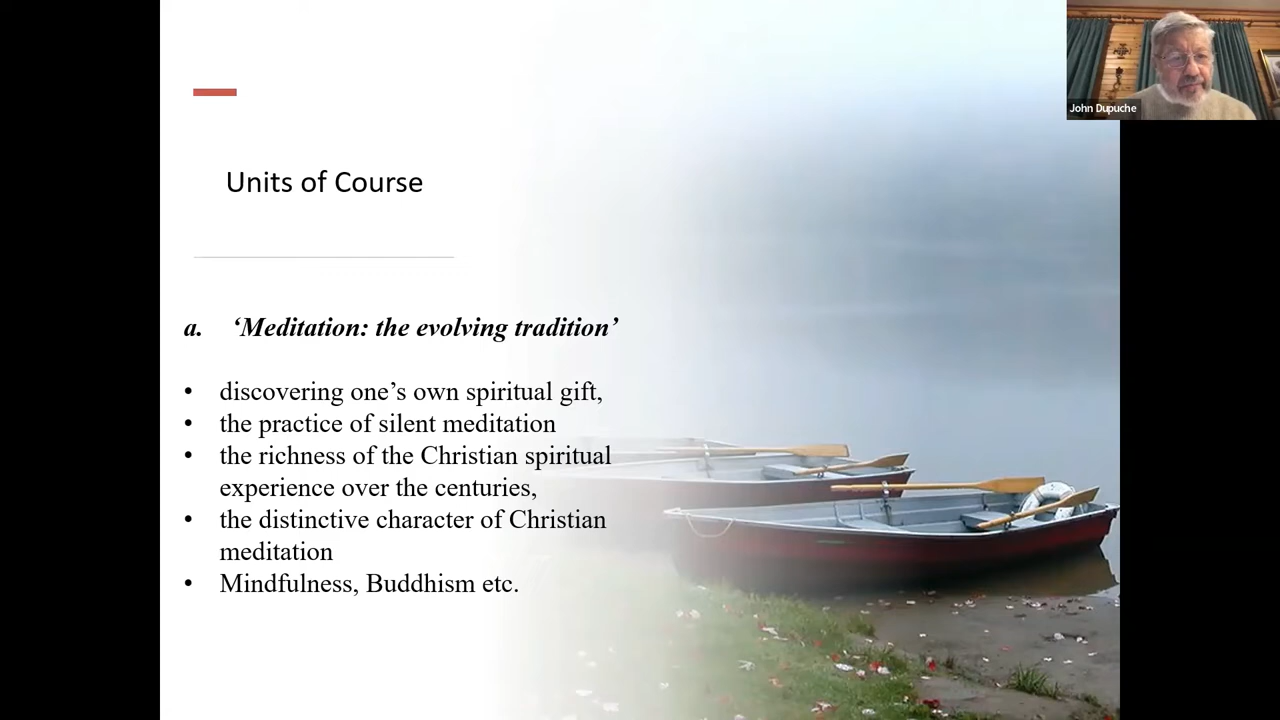 John Dupuche
Units of Course
a. ‘Meditation: the evolving tradition’
• discovering one’s own spiritual gift,
• the practice of silent meditation
• the richness of the Christian spiritual
experience over the centuries,
• the distinctive character of Christian
meditation
• Mindfulness, Buddhism etc.